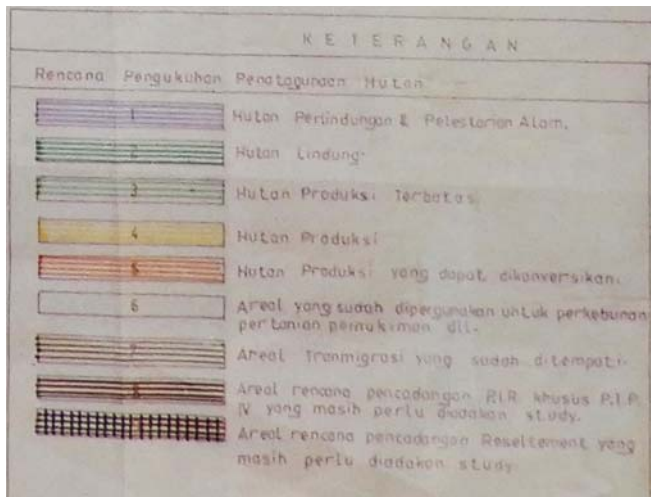 KETERANGAN
Rencana Pengukuhan Penatagunaan Hutan
1 Hutan Perlindungan & Pelestarian Alam.
2 Hutan Lindung.
3 Hutan Produksi Terbatas
4 Hutan Produksi
5 Hutan Produksi yang dapat dikonversikan.
6 Areal yang sudah dipergunakan untuk perkebunan
pertanian pemukiman dll.
7 Areal Tranmigrasi yang sudah ditempati.
8 Areal rencana pencadangan P.I.R khusus P.T.P.
IV yang masih perlu diadakan study.
Areal rencana pencadangan Reseltement yang
masih perlu diadakan study.